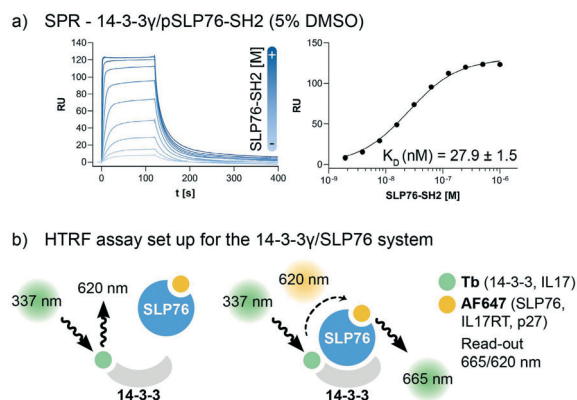 a) SPR - 14-3-3γ/pSLP76-SH2 (5% DMSO)
RU
140
120
100
80
60
40
20
0
0 100 200 300 400
t [s]
SLP76-SH2 [M]
+
-
RU
150
100
50
0
10⁻⁹ 10⁻⁸ 10⁻⁷ 10⁻⁶
SLP76-SH2 [M]
K_D (nM) = 27.9 ± 1.5
b) HTRF assay set up for the 14-3-3γ/SLP76 system
337 nm
620 nm
SLP76
14-3-3
337 nm
620 nm
SLP76
14-3-3
665 nm
Tb (14-3-3, IL17)
AF647 (SLP76,
IL17RT, p27)
Read-out
665/620 nm